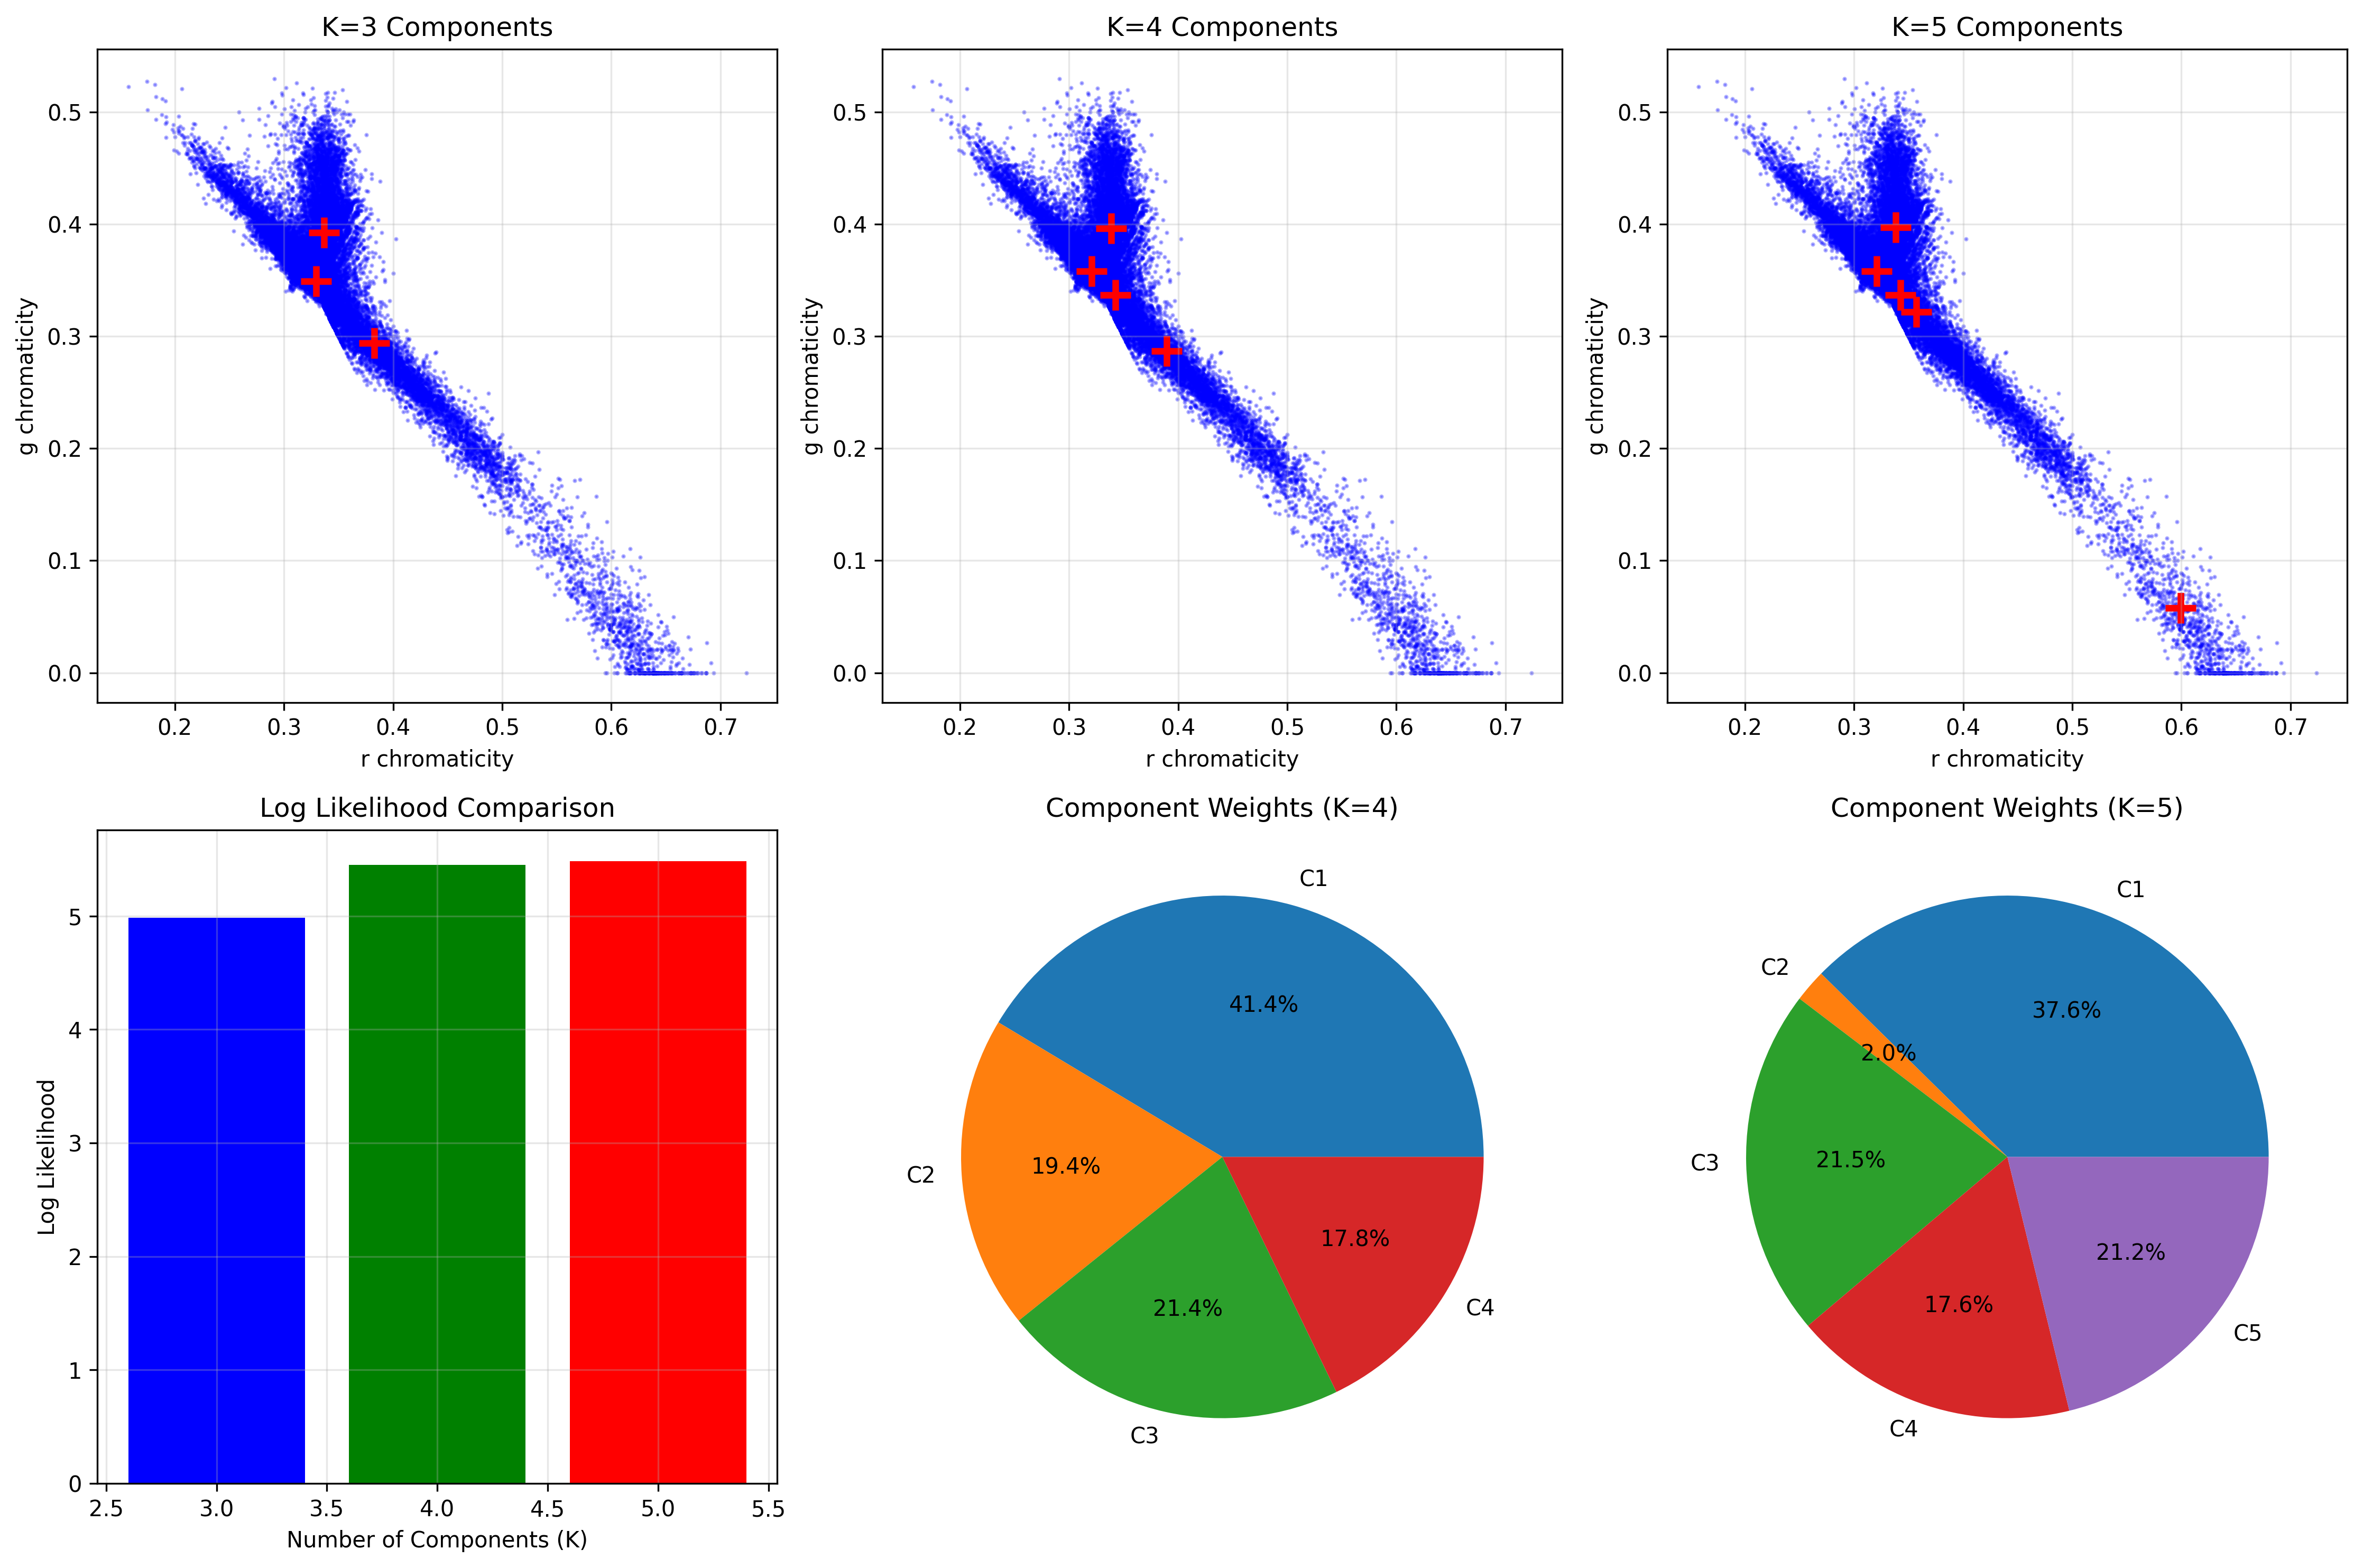 K=3 Components
0.5
0.4
0.3
0.2
0.1
0.0
g chromaticity
0.2 0.3 0.4 0.5 0.6 0.7
r chromaticity
K=4 Components
0.5
0.4
0.3
0.2
0.1
0.0
g chromaticity
0.2 0.3 0.4 0.5 0.6 0.7
r chromaticity
K=5 Components
0.5
0.4
0.3
0.2
0.1
0.0
g chromaticity
0.2 0.3 0.4 0.5 0.6 0.7
r chromaticity
Log Likelihood Comparison
5
4
3
2
1
0
Log Likelihood
2.5 3.0 3.5 4.0 4.5 5.0 5.5
Number of Components (K)
Component Weights (K=4)
C1
41.4%
C2
19.4%
C3
21.4%
C4
17.8%
Component Weights (K=5)
C1
37.6%
C2
2.0%
C3
21.5%
C4
17.6%
C5
21.2%